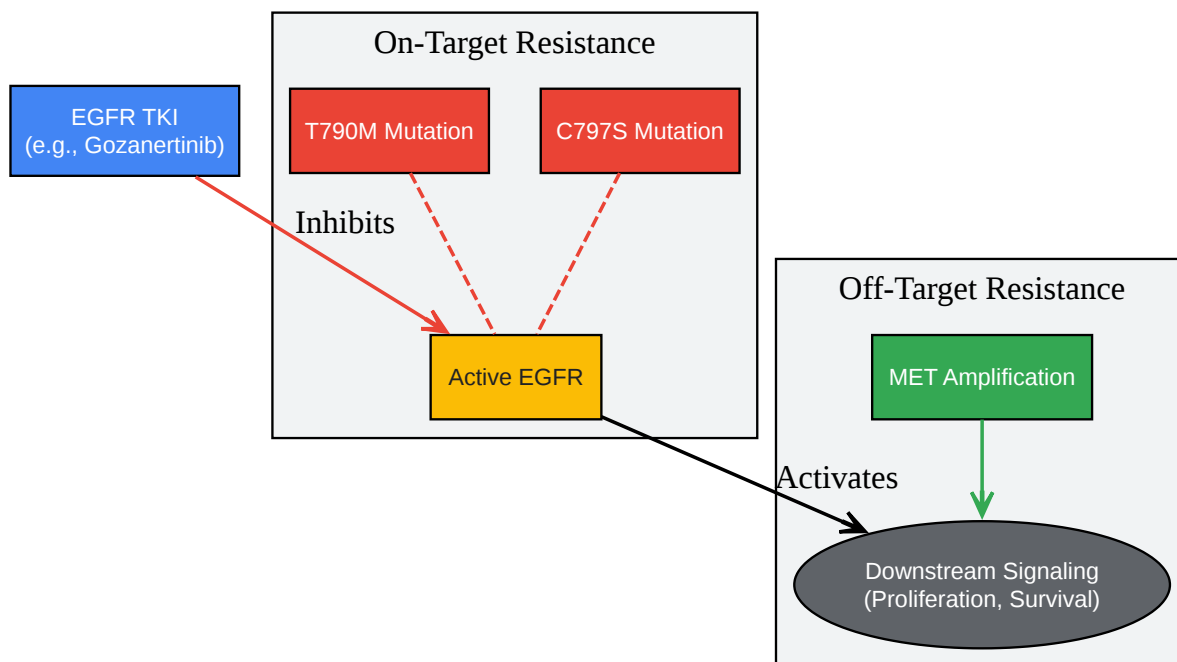 On-Target Resistance
EGFR TKI
(e.g., Gozanertinib)
T790M Mutation
C797S Mutation
Inhibits
Off-Target Resistance
Active EGFR
MET Amplification
Activates
Downstream Signaling
(Proliferation, Survival)